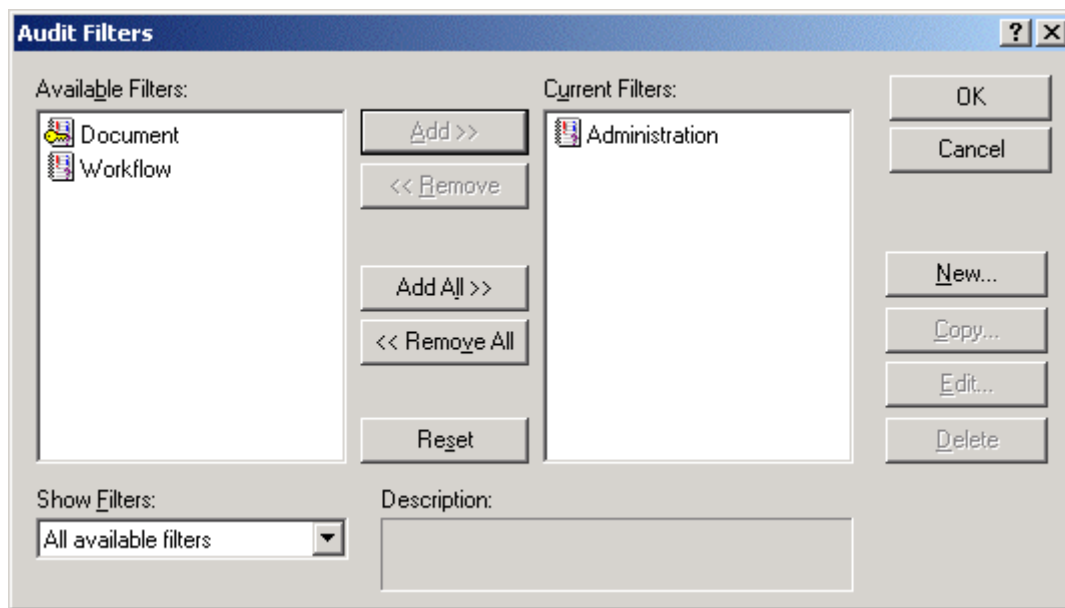 Audit Filters
Available Filters:
Document
Workflow
Add >>
<< Remove
Add All >>
<< Remove All
Reset
Current Filters:
Administration
OK
Cancel
New...
Copy...
Edit...
Delete
Show Filters:
All available filters
Description: